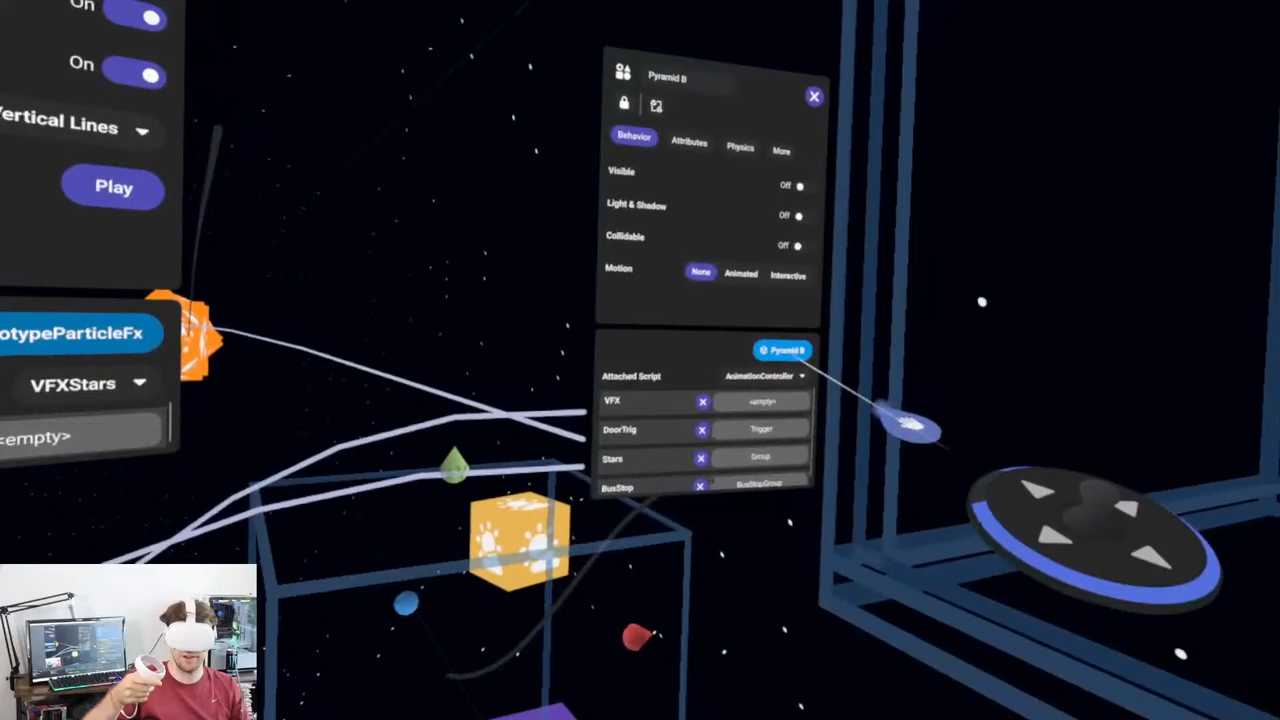 On
On
Vertical Lines
Play
otypeParticleFx
VFXStars
<empty>
Pyramid B
Behavior Attributes Physics More
Visible Off
Light & Shadow Off
Collidable Off
Motion None Animated Interactive
Pyramid B
Attached Script AnimationController
VFX <empty>
DoorTrig Trigger
Stars Group
BusStop BusStopGroup